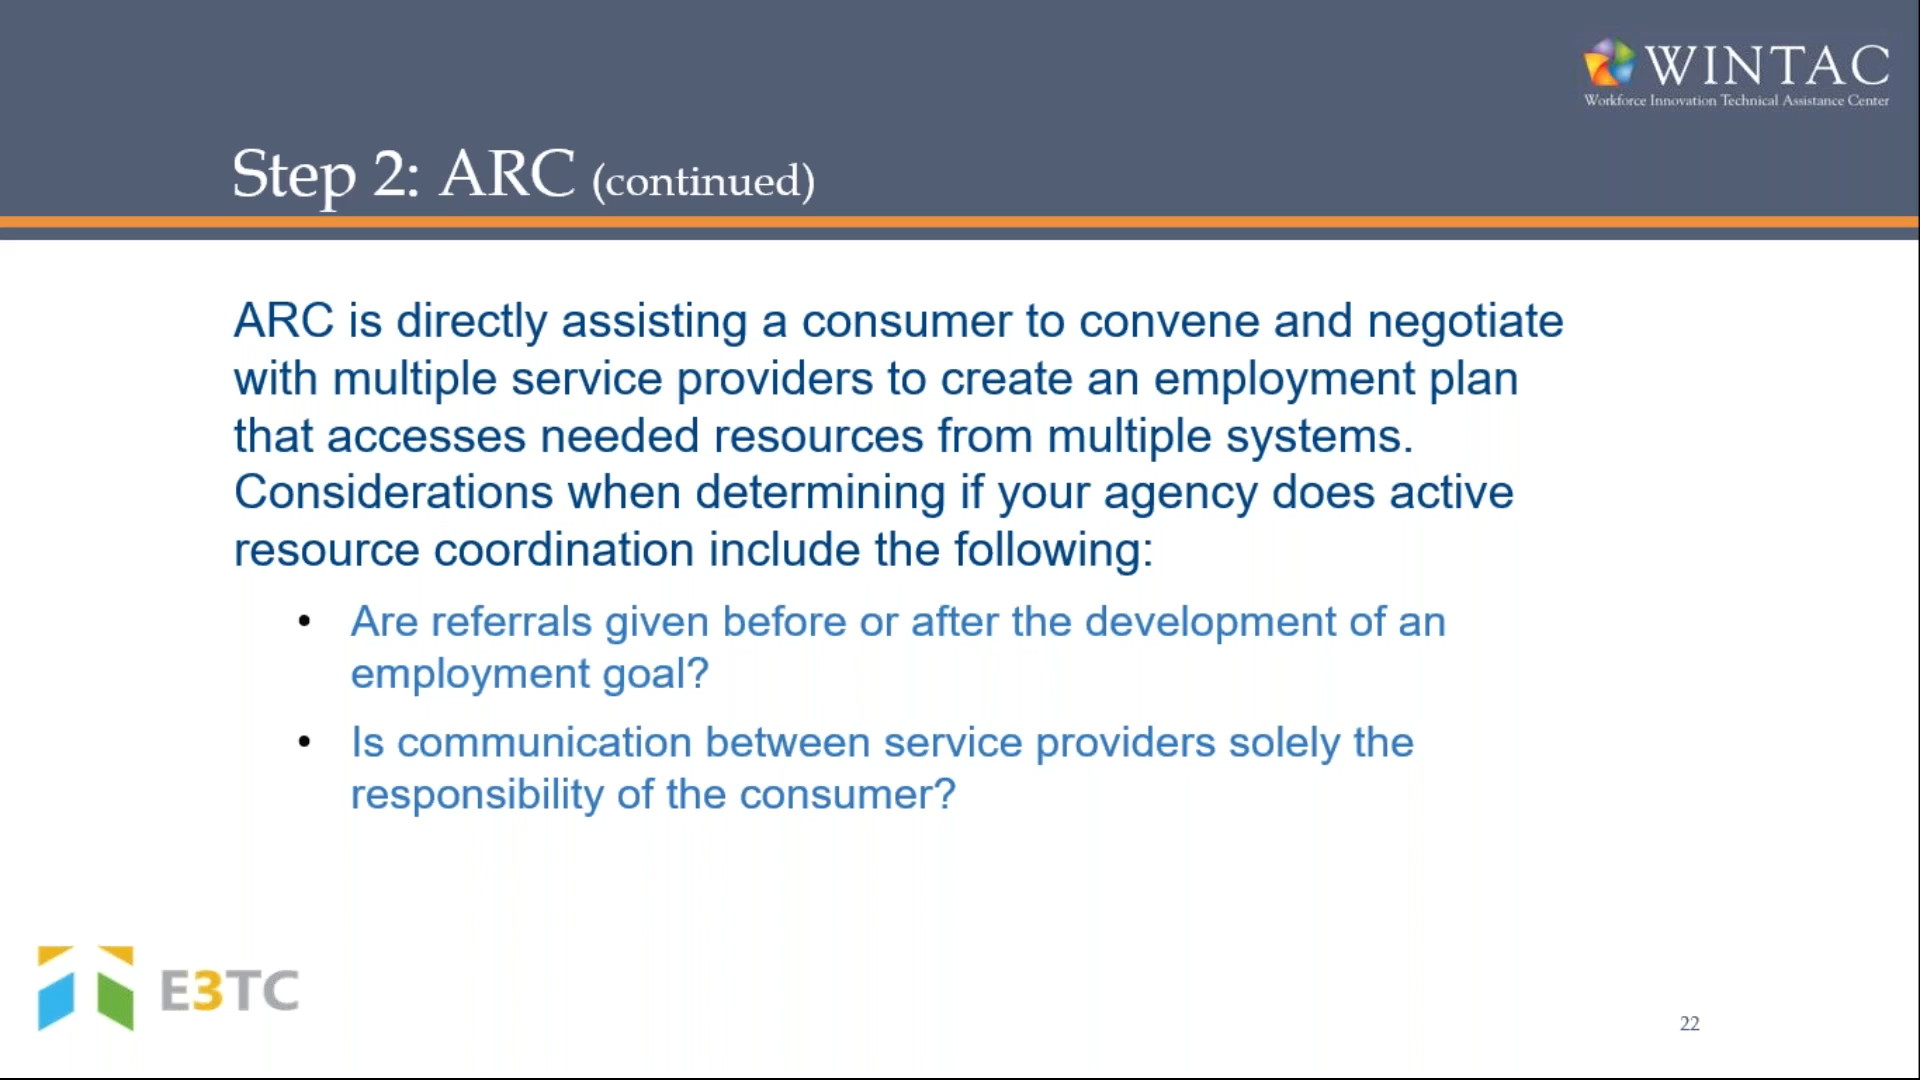 WINTAC
Workforce Innovation Technical Assistance Center
Step 2: ARC (continued)
ARC is directly assisting a consumer to convene and negotiate
with multiple service providers to create an employment plan
that accesses needed resources from multiple systems.
Considerations when determining if your agency does active
resource coordination include the following:
• Are referrals given before or after the development of an
employment goal?
• Is communication between service providers solely the
responsibility of the consumer?
E3TC
22